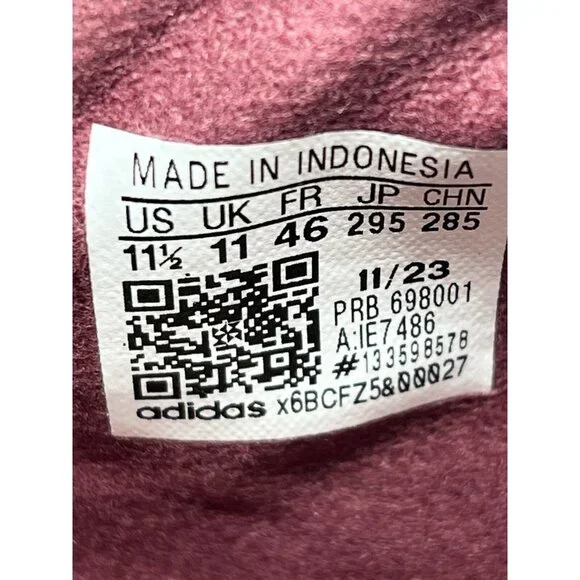 MADE IN INDONESIA
US UK FR JP CHN
11½ 11 46 295 285
11/23
PRB 698001
A:IE7486
#133598578
adidas x6BCFZ5&00027